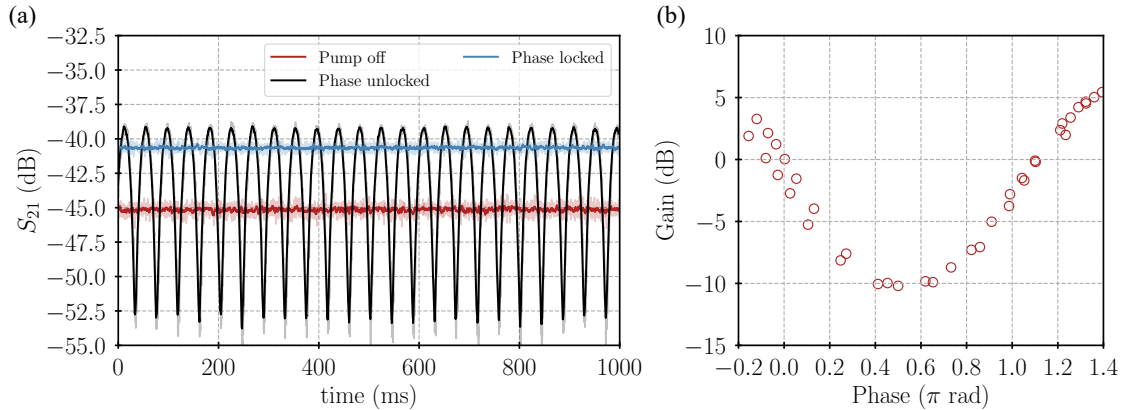 (a)
−32.5
−35.0
−37.5
−40.0
−42.5
−45.0
−47.5
−50.0
−52.5
−55.0
S21 (dB)
Pump off
Phase unlocked
Phase locked
0 200 400 600 800 1000
time (ms)
(b)
10
5
0
−5
−10
−15
Gain (dB)
−0.2 0.0 0.2 0.4 0.6 0.8 1.0 1.2 1.4
Phase (π rad)